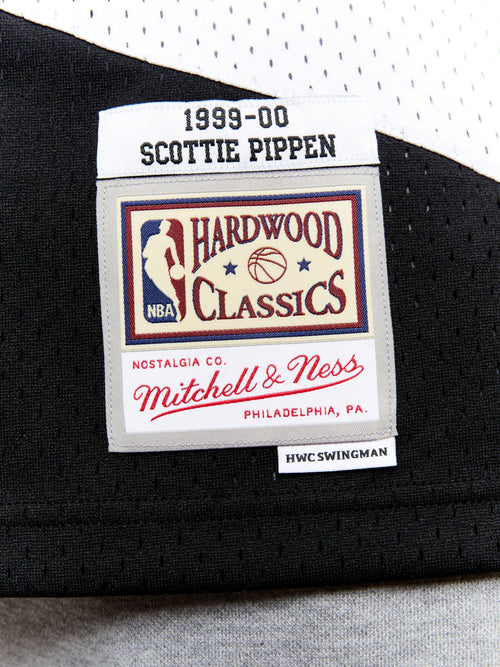 1999-00
SCOTTIE PIPPEN
HARDWOOD
CLASSICS
NBA
NOSTALGIA CO.
Mitchell & Ness
PHILADELPHIA, PA.
HWC SWINGMAN